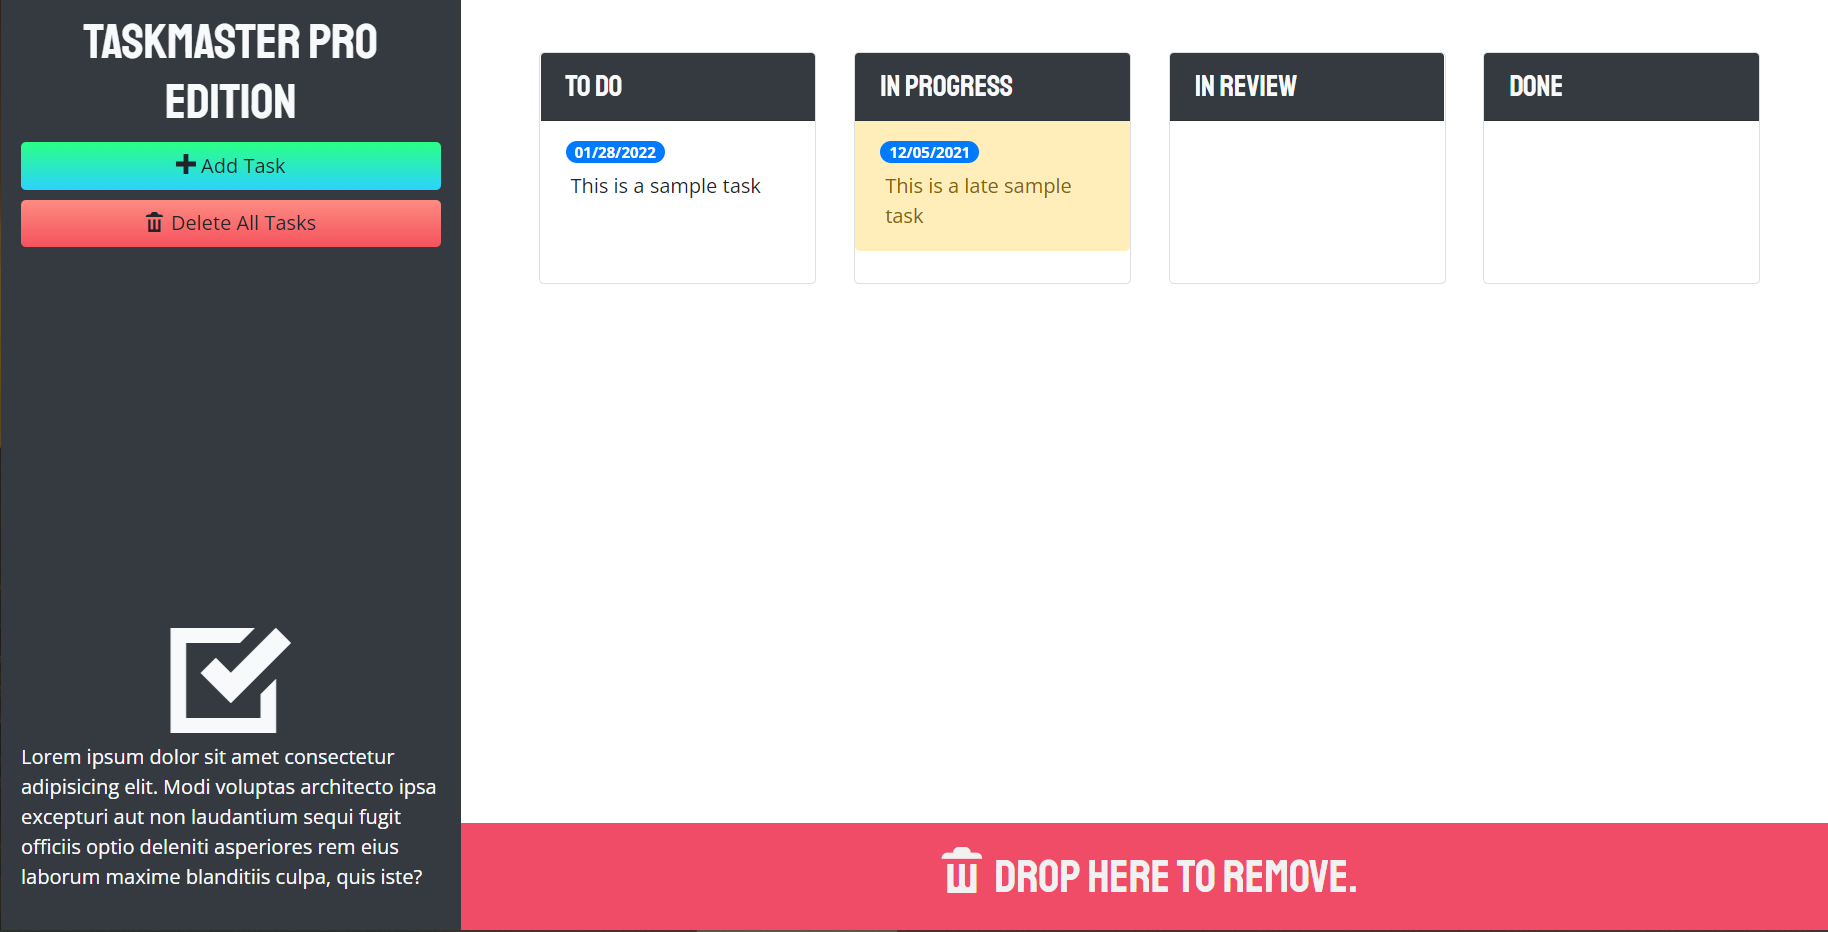 TASKMASTER PRO
EDITION
Add Task
Delete All Tasks
Lorem ipsum dolor sit amet consectetur
adipisicing elit. Modi voluptas architecto ipsa
excepturi aut non laudantium sequi fugit
officiis optio deleniti asperiores rem eius
laborum maxime blanditiis culpa, quis iste?
TO DO
01/28/2022
This is a sample task
IN PROGRESS
12/05/2021
This is a late sample
task
IN REVIEW
DONE
DROP HERE TO REMOVE.